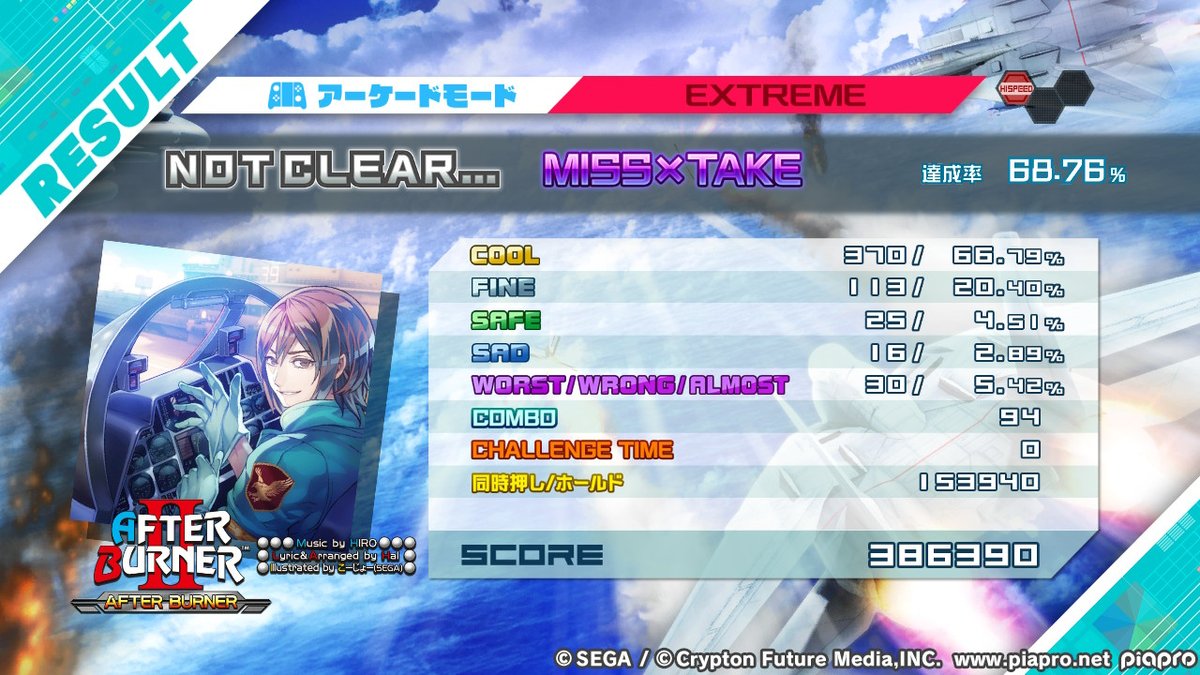 RESULT
アーケードモード
EXTREME
HISPEED
NOT CLEAR... MISS×TAKE 達成率 68.76%
COOL 370/ 66.79%
FINE 113/ 20.40%
SAFE 25/ 4.51%
SAD 16/ 2.89%
WORST/WRONG/ALMOST 30/ 5.42%
COMBO 94
CHALLENGE TIME 0
同時押し/ホールド 153940
SCORE 386390
AFTER BURNER II™
AFTER BURNER
Music by HIRO
Lyric&Arranged by Hal
Illustrated by こーじょー(SEGA)
© SEGA / © Crypton Future Media,INC. www.piapro.net piapro